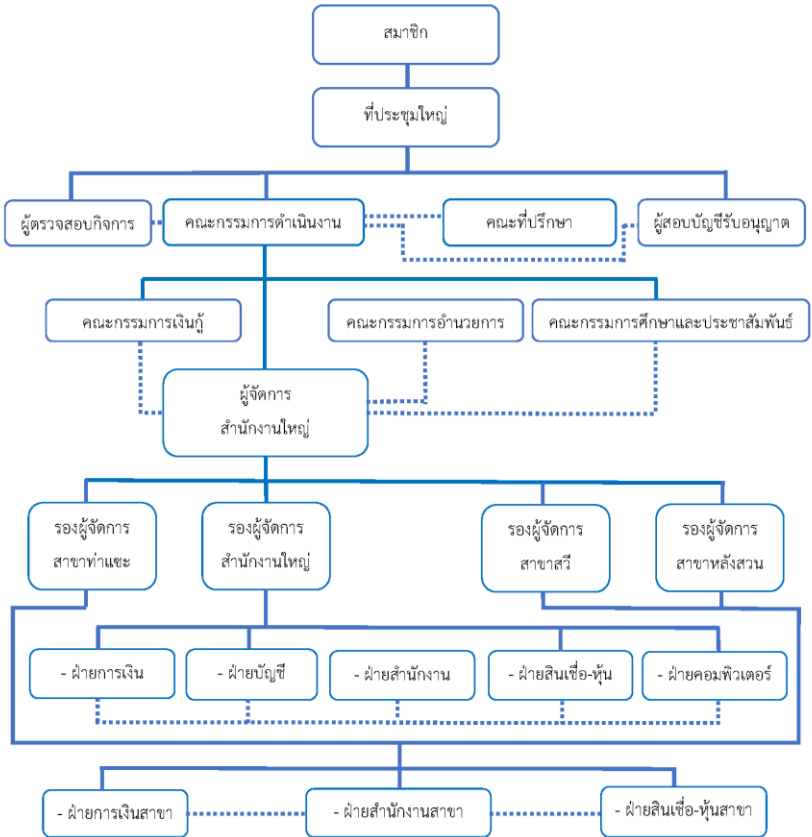 สมาชิก
ที่ประชุมใหญ่
ผู้ตรวจสอบกิจการ
คณะกรรมการดำเนินงาน
คณะที่ปรึกษา
ผู้สอบบัญชีรับอนุญาต
คณะกรรมการเงินกู้
คณะกรรมการอำนวยการ
คณะกรรมการศึกษาและประชาสัมพันธ์
ผู้จัดการ
สำนักงานใหญ่
รองผู้จัดการ
สาขาท่าแซะ
รองผู้จัดการ
สำนักงานใหญ่
รองผู้จัดการ
สาขาสวี
รองผู้จัดการ
สาขาหลังสวน
- ฝ่ายการเงิน
- ฝ่ายบัญชี
- ฝ่ายสำนักงาน
- ฝ่ายสินเชื่อ-หุ้น
- ฝ่ายคอมพิวเตอร์
- ฝ่ายการเงินสาขา
- ฝ่ายสำนักงานสาขา
- ฝ่ายสินเชื่อ-หุ้นสาขา